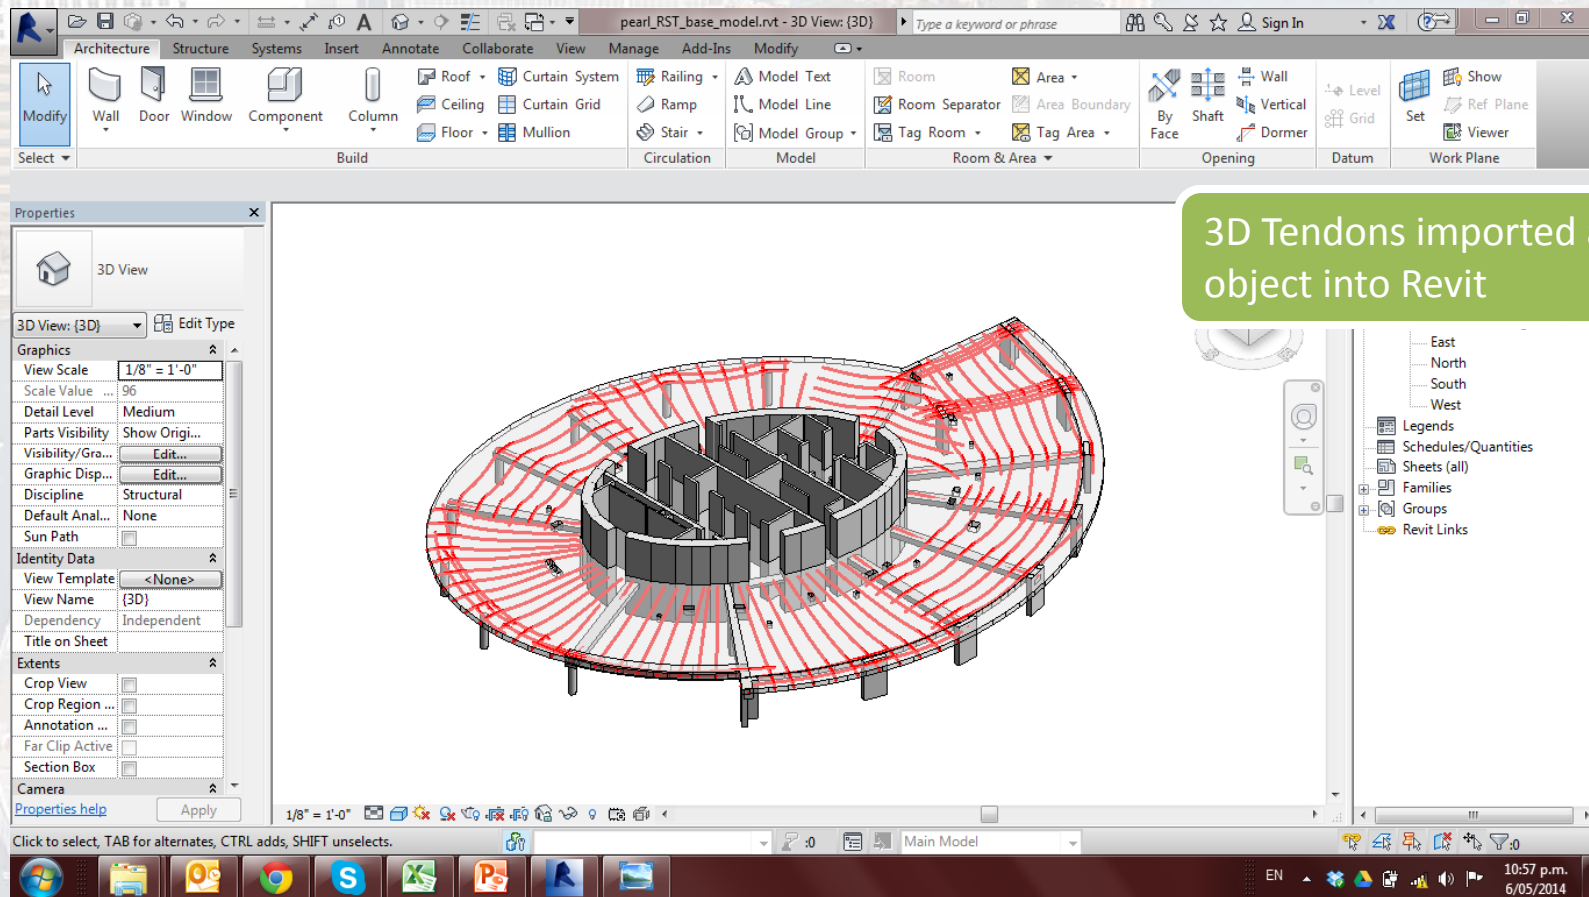 pearl_RST_base_model.rvt - 3D View: {3D}
Type a keyword or phrase
Sign In
Architecture Structure Systems Insert Annotate Collaborate View Manage Add-Ins Modify
Modify
Wall
Door
Window
Component
Column
Roof
Ceiling
Floor
Curtain System
Curtain Grid
Mullion
Railing
Ramp
Stair
Model Text
Model Line
Model Group
Room
Room Separator
Tag Room
Area
Area Boundary
Tag Area
By Face
Shaft
Wall
Vertical
Dormer
Level
Grid
Set
Show
Ref Plane
Viewer
Select
Build
Circulation
Model
Room & Area
Opening
Datum
Work Plane
Properties
3D View
3D View: {3D}
Edit Type
Graphics
View Scale 1/8" = 1'-0"
Scale Value ... 96
Detail Level Medium
Parts Visibility Show Origi...
Visibility/Gra... Edit...
Graphic Disp... Edit...
Discipline Structural
Default Anal... None
Sun Path
Identity Data
View Template <None>
View Name {3D}
Dependency Independent
Title on Sheet
Extents
Crop View
Crop Region ...
Annotation ...
Far Clip Active
Section Box
Camera
Properties help
Apply
3D Tendons imported
object into Revit
East
North
South
West
Legends
Schedules/Quantities
Sheets (all)
Families
Groups
Revit Links
1/8" = 1'-0"
Click to select, TAB for alternates, CTRL adds, SHIFT unselects.
:0
Main Model
:0
EN
10:57 p.m.
6/05/2014